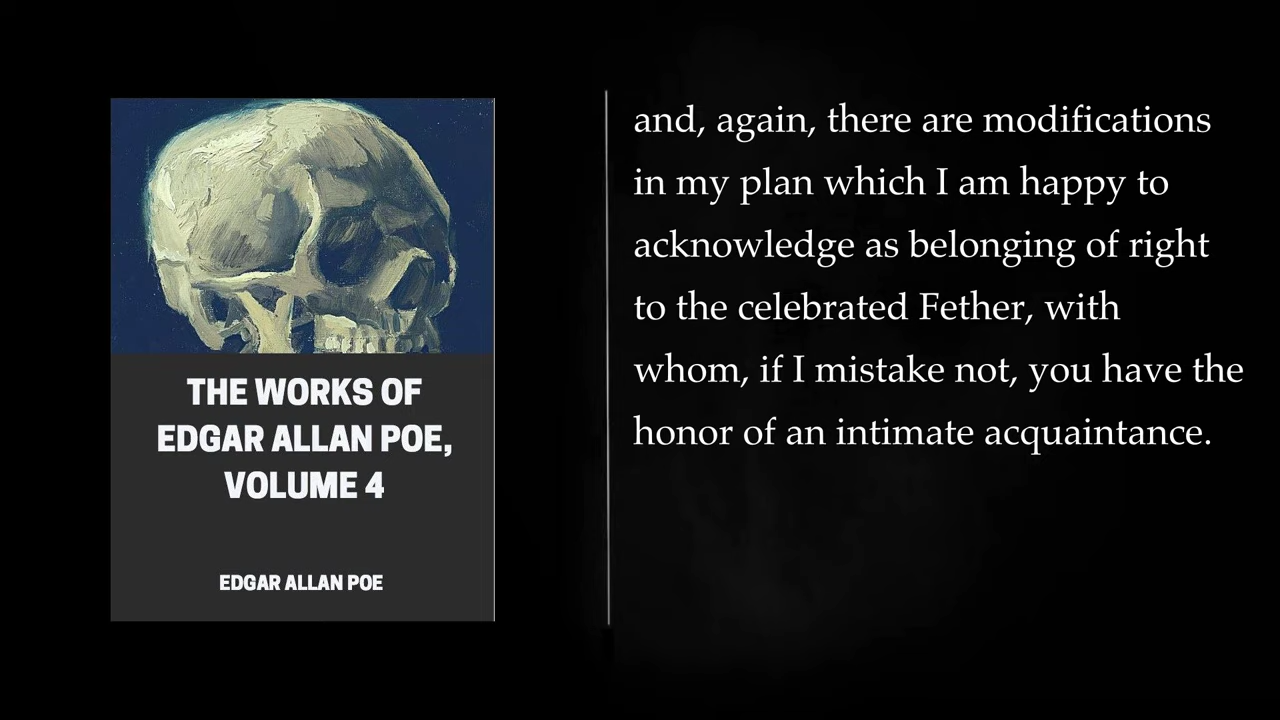 THE WORKS OF
EDGAR ALLAN POE,
VOLUME 4
EDGAR ALLAN POE
and, again, there are modifications
in my plan which I am happy to
acknowledge as belonging of right
to the celebrated Fether, with
whom, if I mistake not, you have the
honor of an intimate acquaintance.